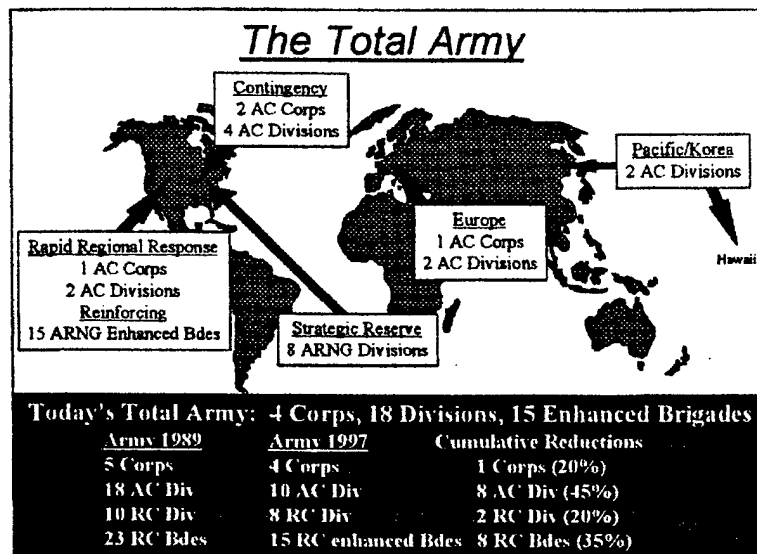 The Total Army
Contingency
2 AC Corps
4 AC Divisions
Pacific/Korea
2 AC Divisions
Hawaii
Europe
1 AC Corps
2 AC Divisions
Rapid Regional Response
1 AC Corps
2 AC Divisions
Reinforcing
15 ARNG Enhanced Bdes
Strategic Reserve
8 ARNG Divisions
Today's Total Army: 4 Corps, 18 Divisions, 15 Enhanced Brigades
Army 1989 Army 1997 Cumulative Reductions
5 Corps 4 Corps 1 Corps (20%)
18 AC Div 10 AC Div 8 AC Div (45%)
10 RC Div 8 RC Div 2 RC Div (20%)
23 RC Bdes 15 RC enhanced Bdes 8 RC Bdes (35%)